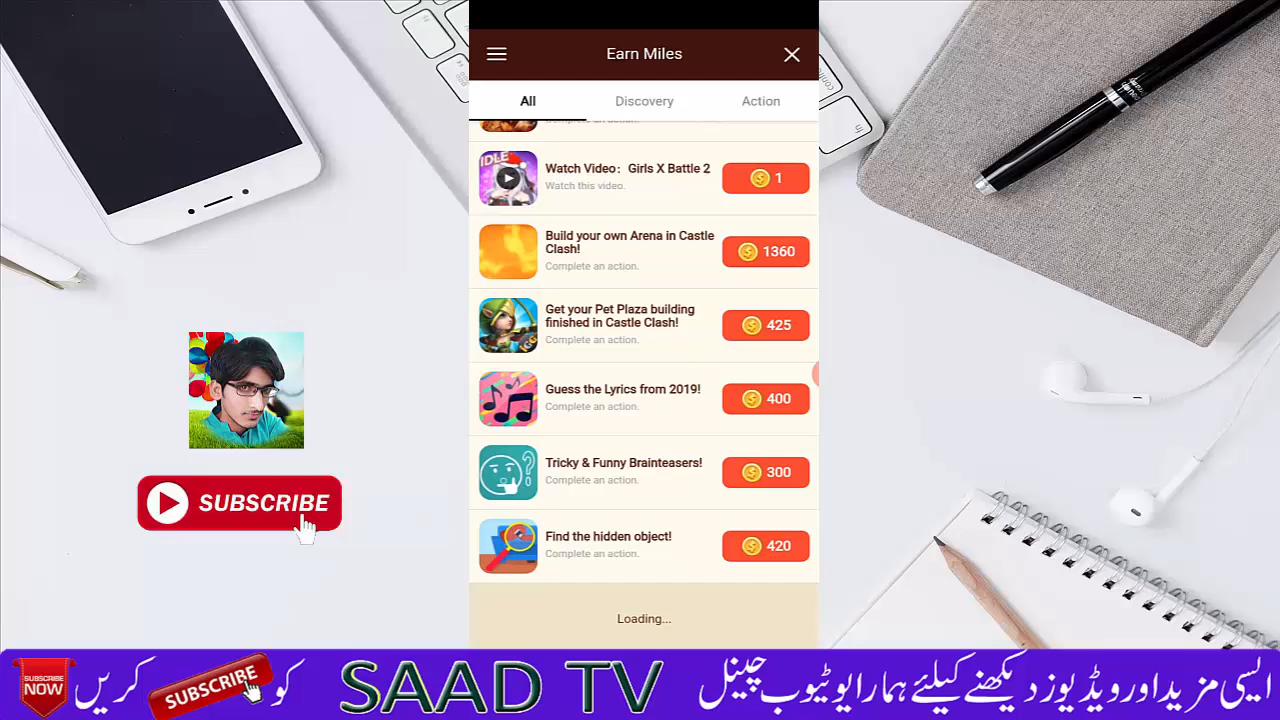 Earn Miles
All
Discovery
Action
Watch Video：Girls X Battle 2
Watch this video.
1
Build your own Arena in Castle
Clash!
Complete an action.
1360
Get your Pet Plaza building
finished in Castle Clash!
Complete an action.
425
Guess the Lyrics from 2019!
Complete an action.
400
Tricky & Funny Brainteasers!
Complete an action.
300
Find the hidden object!
Complete an action.
420
Loading...
IDLE
IGG
SUBSCRIBE
ایسی مزید اور ویڈیوز دیکھنے کیلئے ہمارا یوٹیوب چینل
SAAD TV
کو
SUBSCRIBE
کریں
SUBSCRIBE
NOW